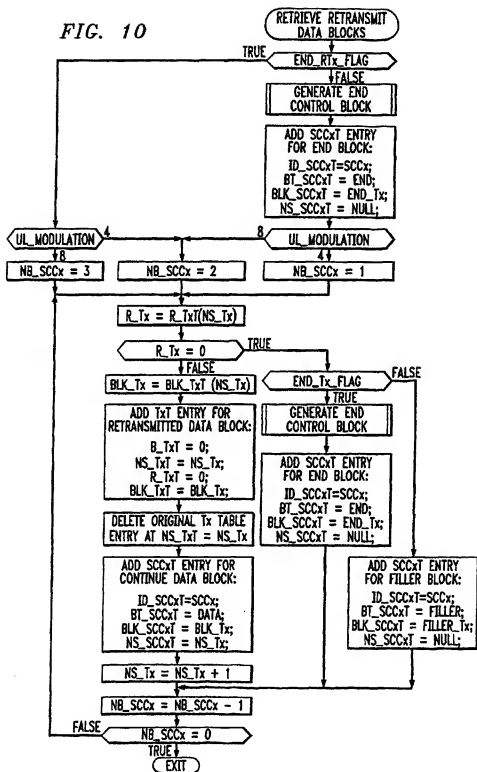 FIG. 10
RETRIEVE RETRANSMIT
DATA BLOCKS
TRUE
END_RTx_FLAG
FALSE
GENERATE END
CONTROL BLOCK
ADD SCCxT ENTRY
FOR END BLOCK:
ID_SCCxT=SCCx;
BT_SCCxT = END;
BLK_SCCxT = END_Tx;
NS_SCCxT = NULL;
UL_MODULATION
4
8
UL_MODULATION
8
4
NB_SCCx = 3
NB_SCCx = 2
NB_SCCx = 1
R_Tx = R_TxT(NS_Tx)
R_Tx = 0
TRUE
FALSE
BLK_Tx = BLK_TxT (NS_Tx)
END_Tx_FLAG
FALSE
TRUE
ADD TxT ENTRY FOR
RETRANSMITTED DATA BLOCK:
B_TxT = 0;
NS_TxT = NS_Tx;
R_TxT = 0;
BLK_TxT = BLK_Tx;
GENERATE END
CONTROL BLOCK
ADD SCCxT ENTRY
FOR END BLOCK:
ID_SCCxT=SCCx;
BT_SCCxT = END;
BLK_SCCxT = END_Tx;
NS_SCCxT = NULL;
DELETE ORIGINAL Tx TABLE
ENTRY AT NS_TxT = NS_Tx
ADD SCCxT ENTRY FOR
CONTINUE DATA BLOCK:
ID_SCCxT=SCCx;
BT_SCCxT = DATA;
BLK_SCCxT = BLK_Tx;
NS_SCCxT = NS_Tx;
ADD SCCxT ENTRY
FOR FILLER BLOCK:
ID_SCCxT=SCCx;
BT_SCCxT = FILLER;
BLK_SCCxT = FILLER_Tx;
NS_SCCxT = NULL;
NS_Tx = NS_Tx + 1
NB_SCCx = NB_SCCx - 1
FALSE
NB_SCCx = 0
TRUE
EXIT